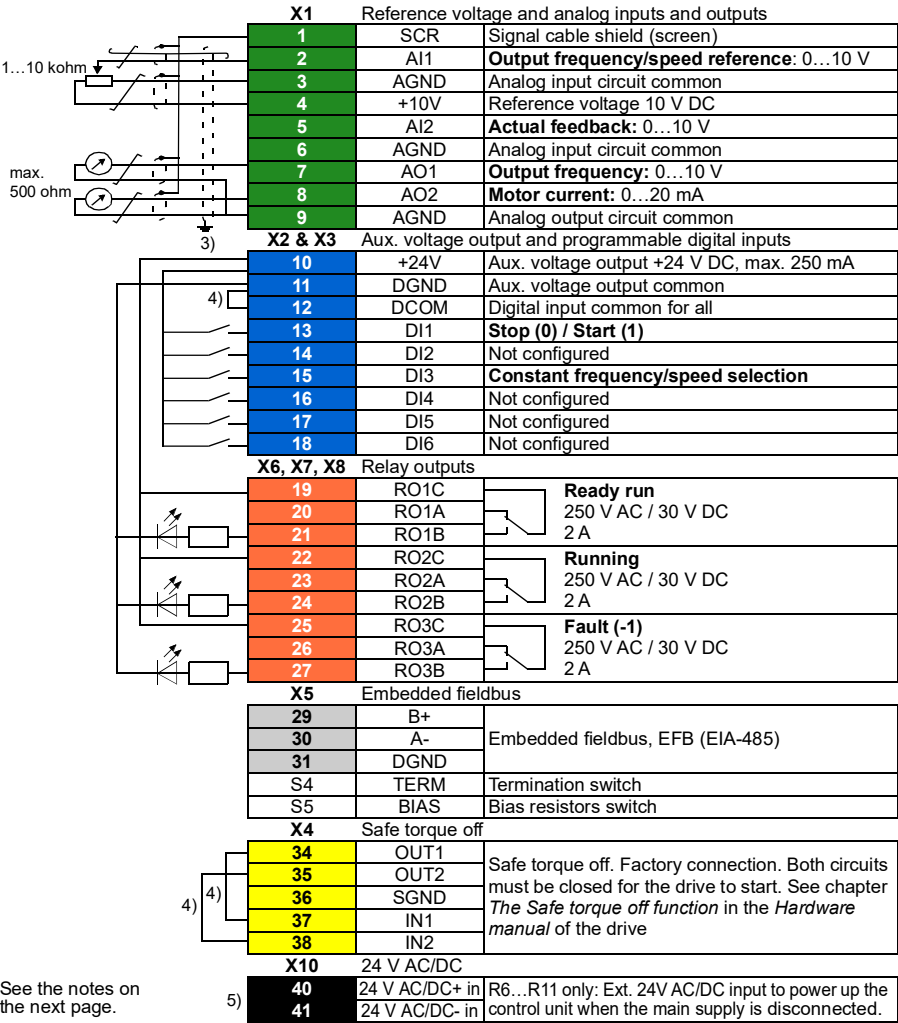 X1 Reference voltage and analog inputs and outputs
1 SCR Signal cable shield (screen)
2 AI1 Output frequency/speed reference: 0…10 V
1…10 kohm
3 AGND Analog input circuit common
4 +10V Reference voltage 10 V DC
5 AI2 Actual feedback: 0…10 V
6 AGND Analog input circuit common
max.
500 ohm
7 AO1 Output frequency: 0…10 V
8 AO2 Motor current: 0…20 mA
9 AGND Analog output circuit common
3)
X2 & X3 Aux. voltage output and programmable digital inputs
10 +24V Aux. voltage output +24 V DC, max. 250 mA
11 DGND Aux. voltage output common
4)
12 DCOM Digital input common for all
13 DI1 Stop (0) / Start (1)
14 DI2 Not configured
15 DI3 Constant frequency/speed selection
16 DI4 Not configured
17 DI5 Not configured
18 DI6 Not configured
X6, X7, X8 Relay outputs
19 RO1C Ready run
20 RO1A 250 V AC / 30 V DC
21 RO1B 2 A
22 RO2C Running
23 RO2A 250 V AC / 30 V DC
24 RO2B 2 A
25 RO3C Fault (-1)
26 RO3A 250 V AC / 30 V DC
27 RO3B 2 A
X5 Embedded fieldbus
29 B+
30 A- Embedded fieldbus, EFB (EIA-485)
31 DGND
S4 TERM Termination switch
S5 BIAS Bias resistors switch
X4 Safe torque off
34 OUT1
35 OUT2
36 SGND
37 IN1
38 IN2
Safe torque off. Factory connection. Both circuits
must be closed for the drive to start. See chapter
The Safe torque off function in the Hardware
manual of the drive
4)
4)
X10 24 V AC/DC
40 24 V AC/DC+ in R6…R11 only: Ext. 24V AC/DC input to power up the
41 24 V AC/DC- in control unit when the main supply is disconnected.
5)
See the notes on
the next page.